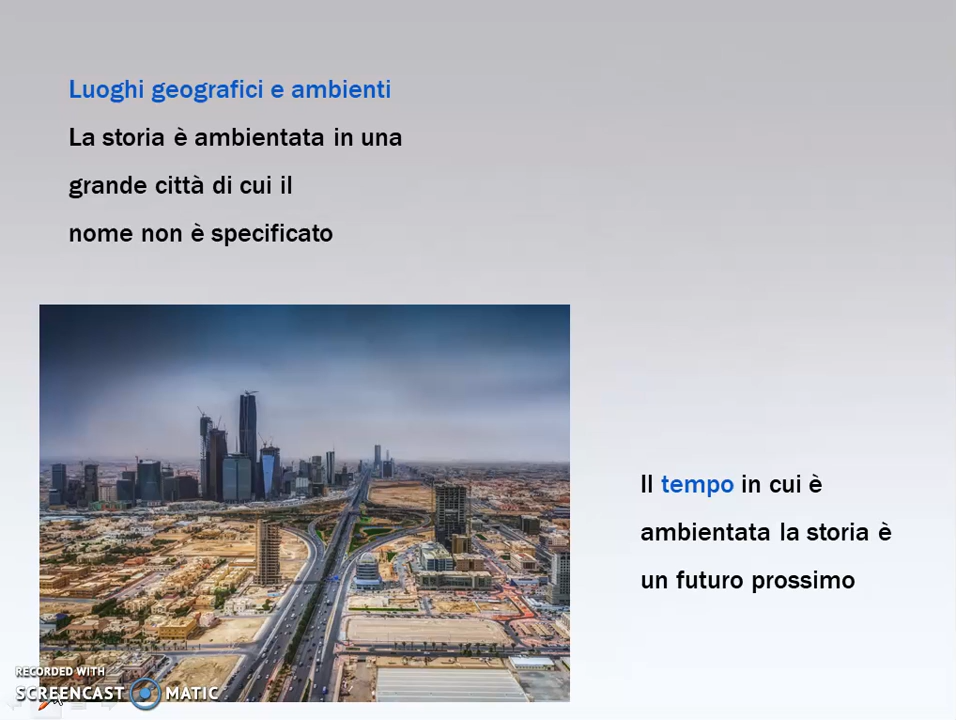 Luoghi geografici e ambienti
La storia è ambientata in una
grande città di cui il
nome non è specificato
Il tempo in cui è
ambientata la storia è
un futuro prossimo
RECORDED WITH
SCREENCAST MATIC